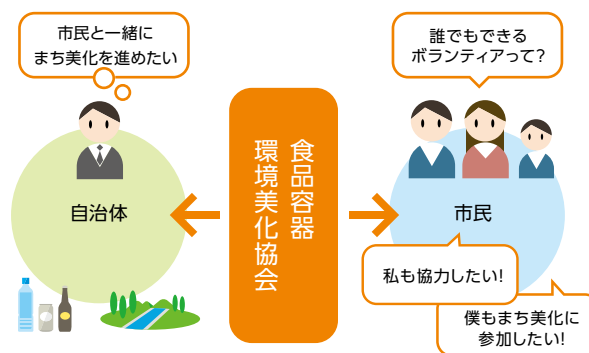 市民と一緒に
まち美化を進めたい
誰でもできる
ボランティアって?
食品容器
環境美化協会
自治体
市民
私も協力したい!
僕もまち美化に
参加したい!